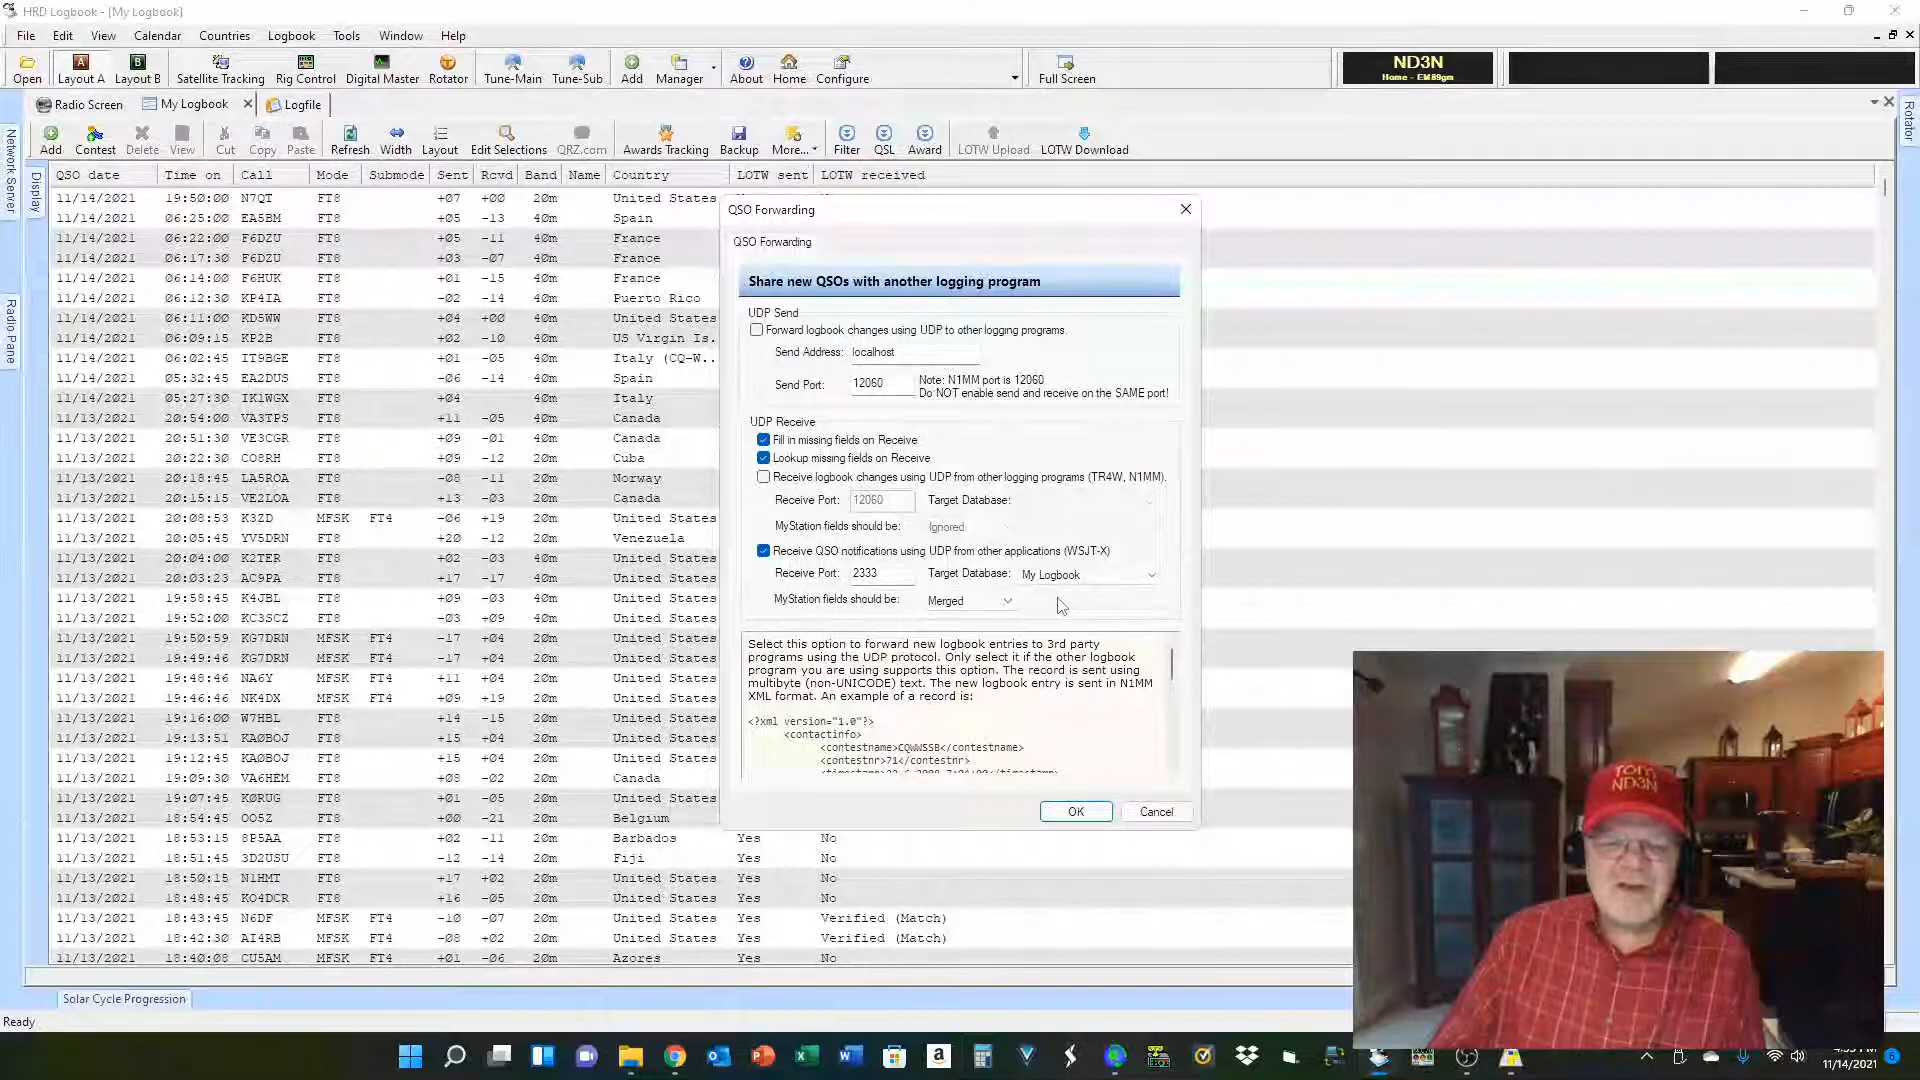 HRD Logbook - [My Logbook]
File Edit View Calendar Countries Logbook Tools Window Help
Open Layout A Layout B Satellite Tracking Rig Control Digital Master Rotator Tune-Main Tune-Sub Add Manager About Home Configure Full Screen
ND3N
Home - EM89gm
Radio Screen My Logbook Logfile
Add Contest Delete View Cut Copy Paste Refresh Width Layout Edit Selections QRZ.com Awards Tracking Backup More... Filter QSL Award LOTW Upload LOTW Download
Network Server
Radio Pane
Display
Rotator
QSO date Time on Call Mode Submode Sent Rcvd Band Name Country LOTW sent LOTW received
11/14/2021 19:50:00 N7QT FT8 +07 +00 20m United States
11/14/2021 06:25:00 EA5BM FT8 +05 -13 40m Spain
11/14/2021 06:22:00 F6DZU FT8 +05 -11 40m France
11/14/2021 06:17:30 F6DZU FT8 +03 -07 40m France
11/14/2021 06:14:00 F6HUK FT8 +01 -15 40m France
11/14/2021 06:12:30 KP4IA FT8 -02 -14 40m Puerto Rico
11/14/2021 06:11:00 KD5WW FT8 +04 +00 40m United States
11/14/2021 06:09:15 KP2B FT8 +02 -10 40m US Virgin Is.
11/14/2021 06:02:45 IT9BGE FT8 +01 -05 40m Italy (CQ-W..
11/14/2021 05:32:45 EA2DUS FT8 -06 -14 40m Spain
11/14/2021 05:27:30 IK1WGX FT8 +04 40m Italy
11/13/2021 20:54:00 VA3TPS FT8 +11 -05 40m Canada
11/13/2021 20:51:30 VE3CGR FT8 +09 -01 40m Canada
11/13/2021 20:22:30 CO8RH FT8 +09 -12 20m Cuba
11/13/2021 20:18:45 LA5ROA FT8 -08 -11 20m Norway
11/13/2021 20:15:15 VE2LOA FT8 +13 -03 20m Canada
11/13/2021 20:08:53 K3ZD MFSK FT4 -06 +19 20m United States
11/13/2021 20:05:45 YV5DRN FT8 +20 -12 20m Venezuela
11/13/2021 20:04:00 K2TER FT8 +02 -03 40m United States
11/13/2021 20:03:23 AC9PA FT8 +17 -17 40m United States
11/13/2021 19:58:45 K4JBL FT8 -09 -03 40m United States
11/13/2021 19:52:00 KC3SCZ FT8 -03 +09 40m United States
11/13/2021 19:50:59 KG7DRN MFSK FT4 -17 +04 20m United States
11/13/2021 19:49:46 KG7DRN MFSK FT4 -17 +04 20m United States
11/13/2021 19:48:46 NA6Y MFSK FT4 +11 +04 20m United States
11/13/2021 19:46:46 NK4DX MFSK FT4 +09 +19 20m United States
11/13/2021 19:16:00 W7HBL FT8 +14 -15 20m United States
11/13/2021 19:13:51 KA0BOJ FT8 +15 +04 20m United States
11/13/2021 19:12:45 KA0BOJ FT8 +15 +04 20m United States
11/13/2021 19:09:30 VA6HEM FT8 +08 -02 20m Canada
11/13/2021 19:07:45 K0RUG FT8 +01 -05 20m United States
11/13/2021 18:54:45 OO5Z FT8 +00 -21 20m Belgium
11/13/2021 18:53:15 8P5AA FT8 +02 -11 20m Barbados Yes No
11/13/2021 18:51:45 3D2USU FT8 -12 -14 20m Fiji Yes No
11/13/2021 18:50:15 N1HMT FT8 +17 +02 20m United States Yes No
11/13/2021 18:48:45 KO4DCR FT8 +16 -05 20m United States Yes No
11/13/2021 18:43:45 N6DF MFSK FT4 -10 -07 20m United States Yes Verified (Match)
11/13/2021 18:42:30 AI4RB MFSK FT4 -08 +02 20m United States Yes Verified (Match)
11/13/2021 18:40:08 CU5AM MFSK FT4 +01 -06 20m Azores Yes No
QSO Forwarding
QSO Forwarding
Share new QSOs with another logging program
UDP Send
Forward logbook changes using UDP to other logging programs.
Send Address: localhost
Send Port: 12060 Note: N1MM port is 12060
Do NOT enable send and receive on the SAME port!
UDP Receive
Fill in missing fields on Receive
Lookup missing fields on Receive
Receive logbook changes using UDP from other logging programs (TR4W, N1MM).
Receive Port: 12060 Target Database:
MyStation fields should be: Ignored
Receive QSO notifications using UDP from other applications (WSJT-X)
Receive Port: 2333 Target Database: My Logbook
MyStation fields should be: Merged
Select this option to forward new logbook entries to 3rd party
programs using the UDP protocol. Only select it if the other logbook
program you are using supports this option. The record is sent using
multibyte (non-UNICODE) text. The new logbook entry is sent in N1MM
XML format. An example of a record is:
<?xml version="1.0"?>
<contactinfo>
<contestname>CQWWSSB</contestname>
<contestnr>71</contestnr>
OK Cancel
TOM
ND3N
Solar Cycle Progression
Ready
11/14/2021
6